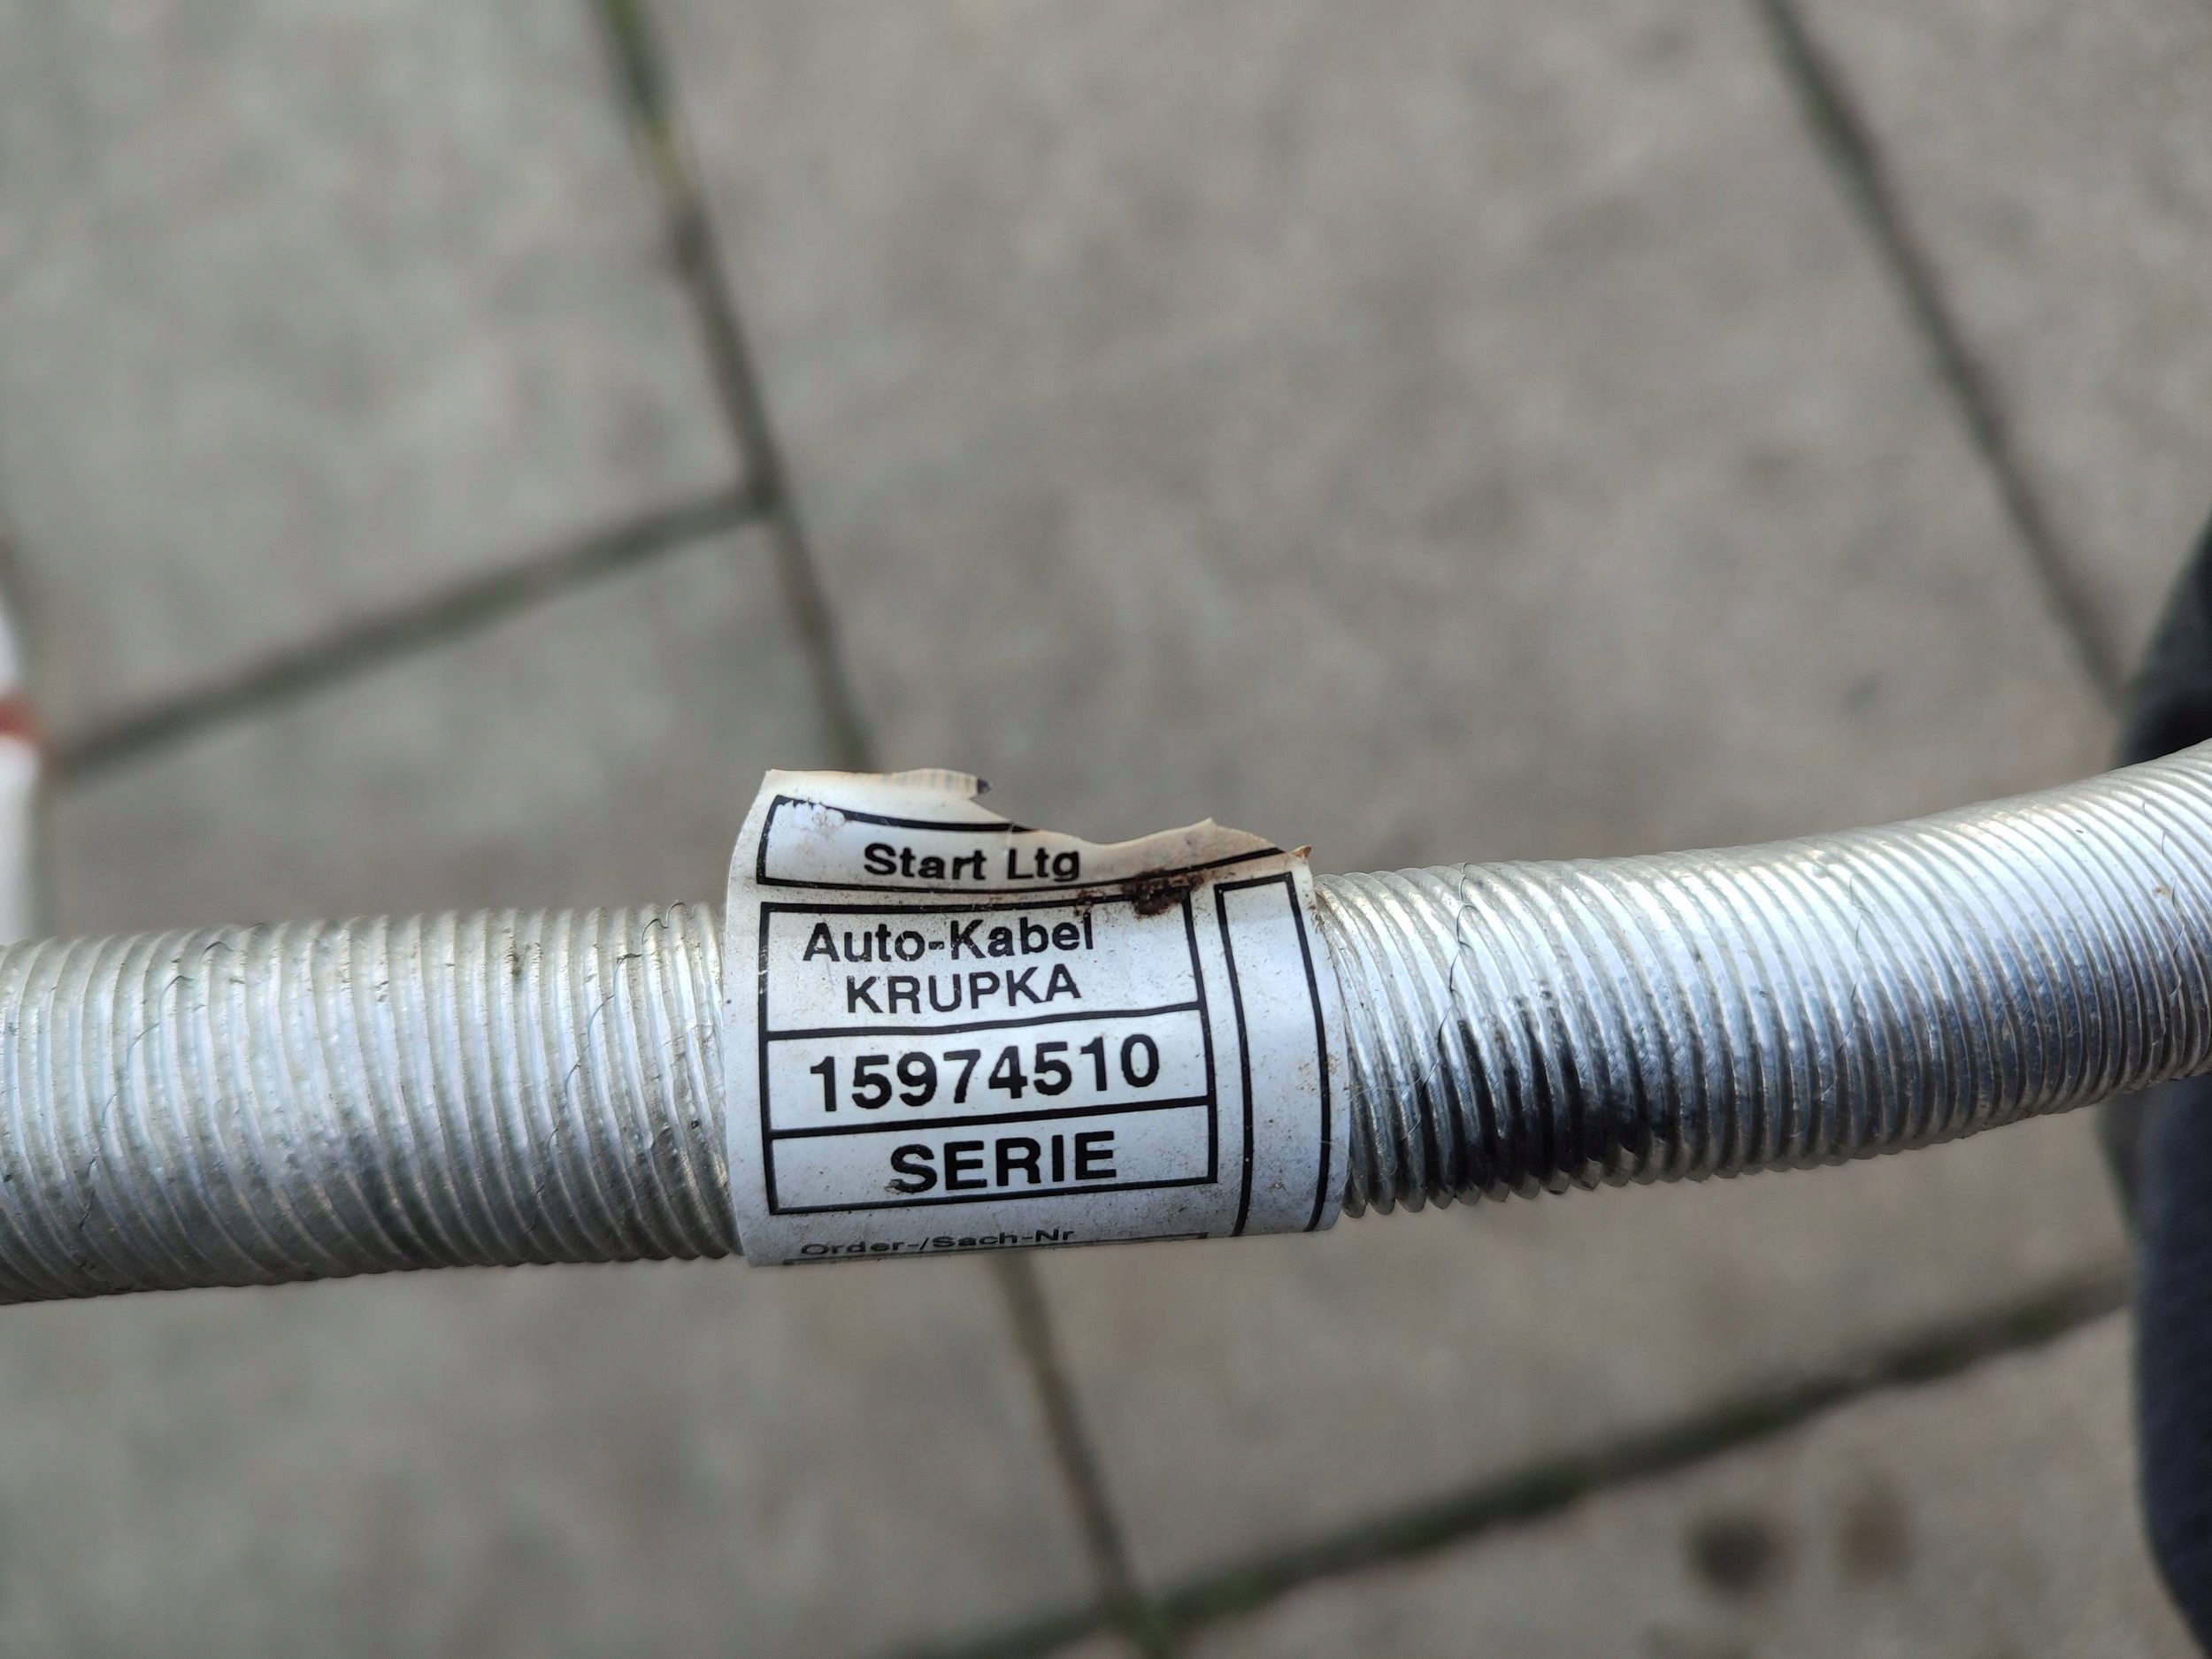 Start Ltg
Auto-Kabel
KRUPKA
15974510
SERIE
Order-/Sach-Nr